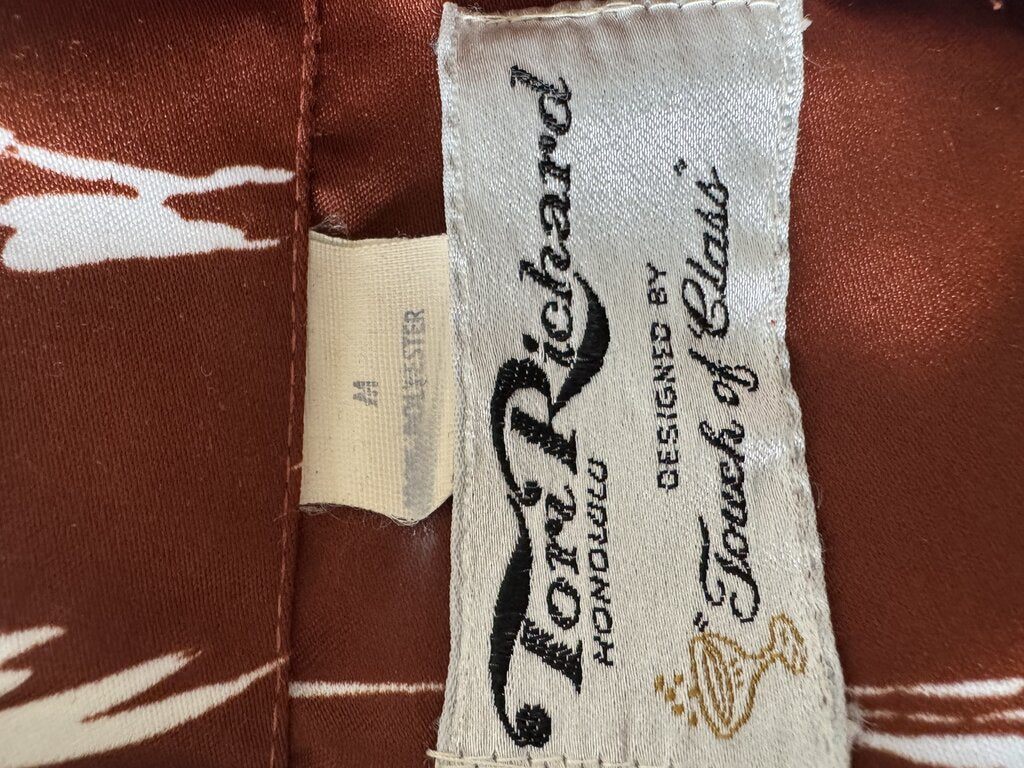 Tori Richard
HONOLULU
DESIGNED BY
"Touch of Class"
M
POLYESTER